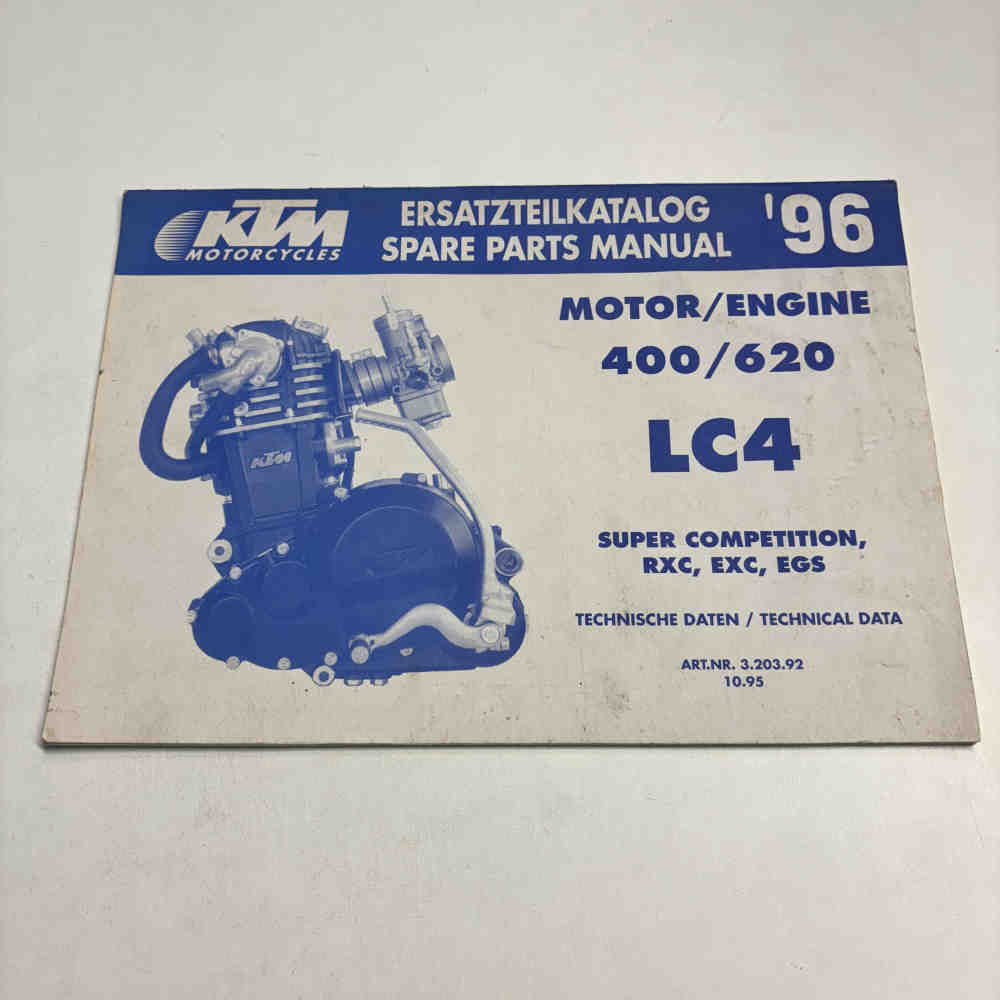 KTM
MOTORCYCLES
ERSATZTEILKATALOG
SPARE PARTS MANUAL
'96
MOTOR/ENGINE
400/620
LC4
KTM
SUPER COMPETITION,
RXC, EXC, EGS
TECHNISCHE DATEN / TECHNICAL DATA
ART.NR. 3.203.92
10.95
KTM